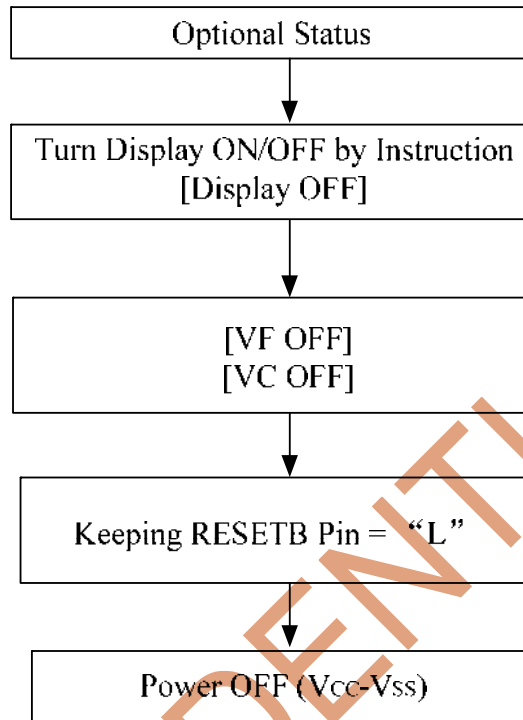 Optional Status
Turn Display ON/OFF by Instruction
[Display OFF]
[VF OFF]
[VC OFF]
Keeping RESETB Pin = “L”
Power OFF (VCC-VSS)